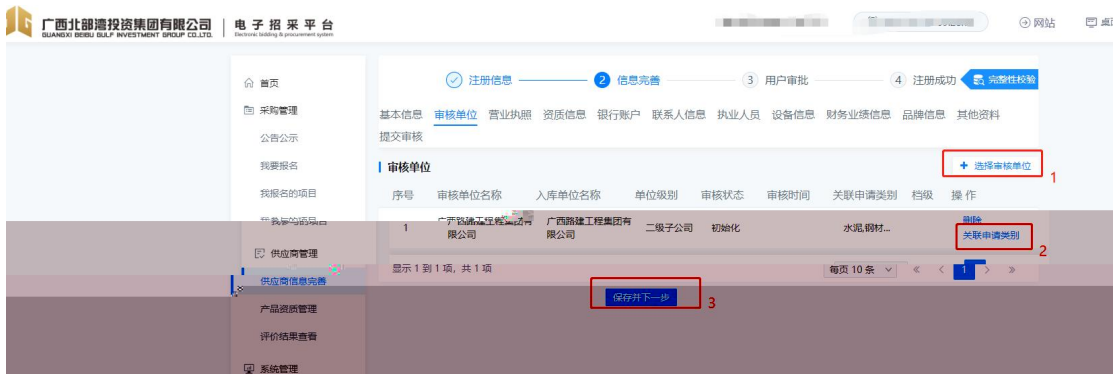 广西北部湾投资集团有限公司
GUANGXI BEIBU GULF INVESTMENT GROUP CO.,LTD.
电子招采平台
Electronic bidding & procurement system
网站
首页
采购管理
公告公示
我要报名
我报名的项目
供应商管理
供应商信息完善
产品资质管理
评价结果查看
系统管理
注册信息 2 信息完善 3 用户审批 4 注册成功 完整性校验
基本信息 审核单位 营业执照 资质信息 银行账户 联系人信息 执业人员 设备信息 财务业绩信息 品牌信息 其他资料
提交审核
审核单位
+ 选择审核单位
1
序号 审核单位名称 入库单位名称 单位级别 审核状态 审核时间 关联申请类别 档级 操作
1 限公司 广西路建工程集团有限公司 二级子公司 初始化 水泥,钢材... 删除
关联申请类别
2
显示 1 到 1 项，共 1 项 每页 10 条 « < 1 > »
保存并下一步
3